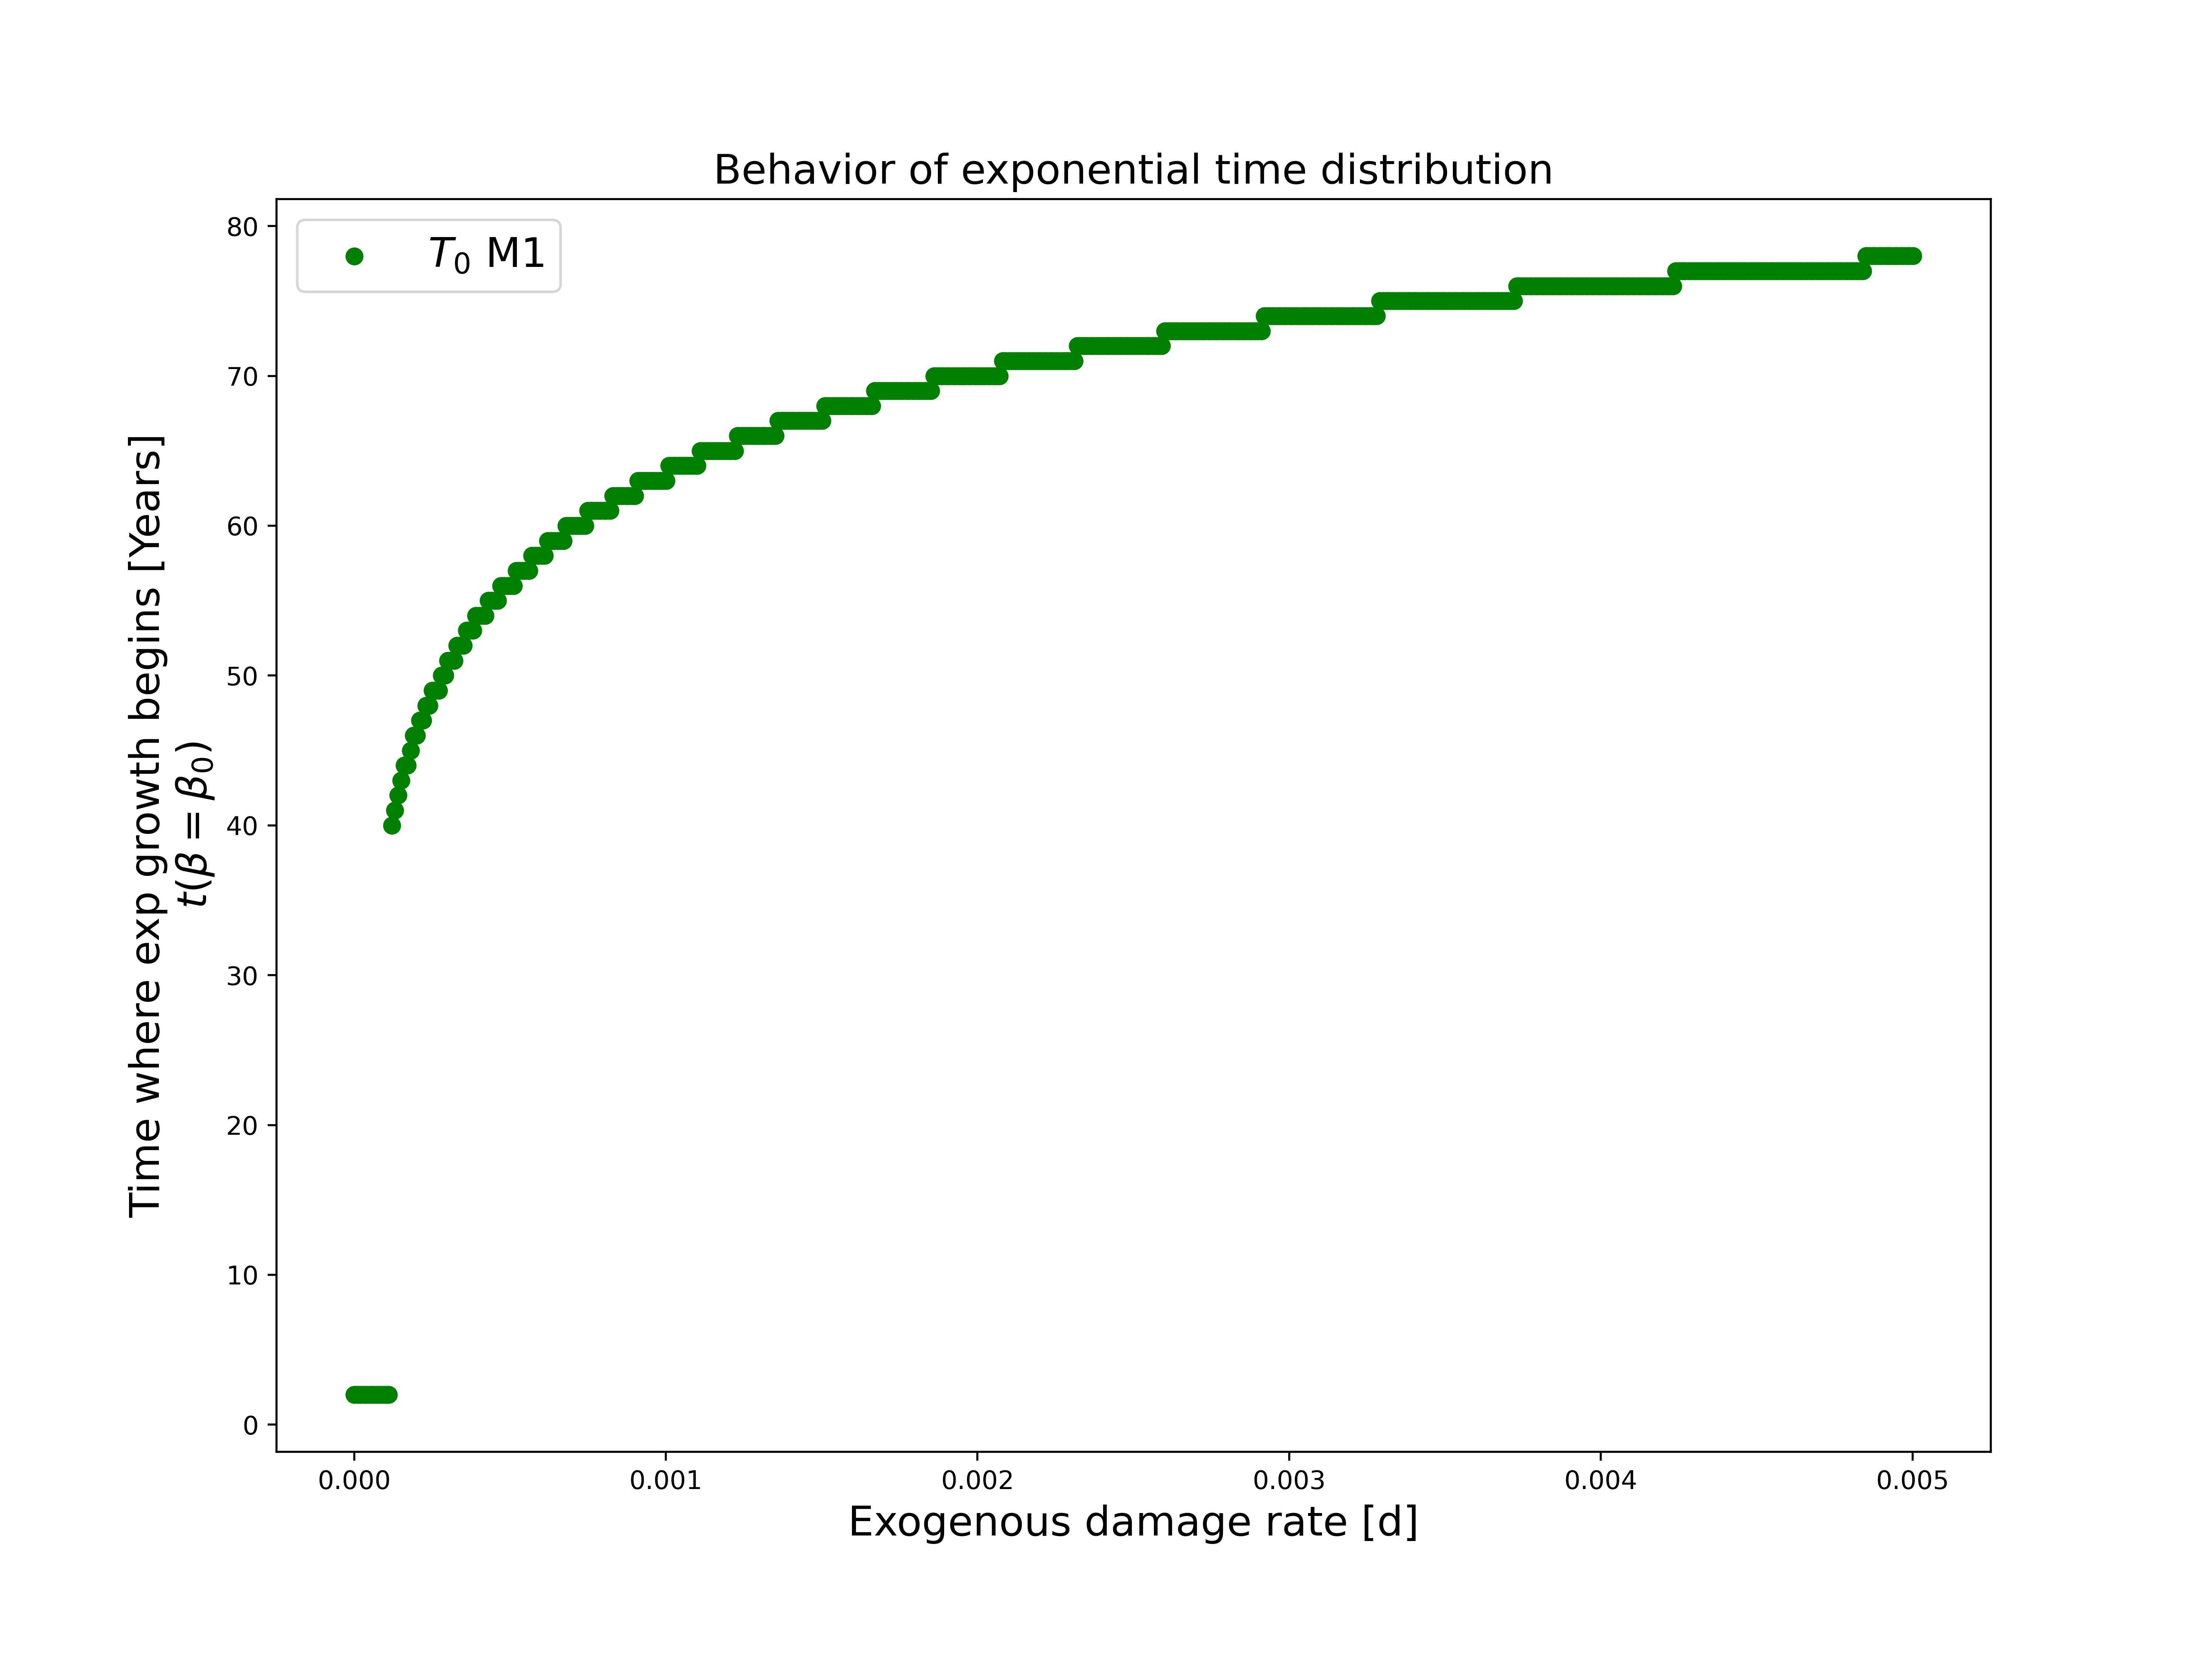 Behavior of exponential time distribution
T₀ M1
80
70
60
50
40
30
20
10
0
Time where exp growth begins [Years]
t(β = β₀)
0.000 0.001 0.002 0.003 0.004 0.005
Exogenous damage rate [d]